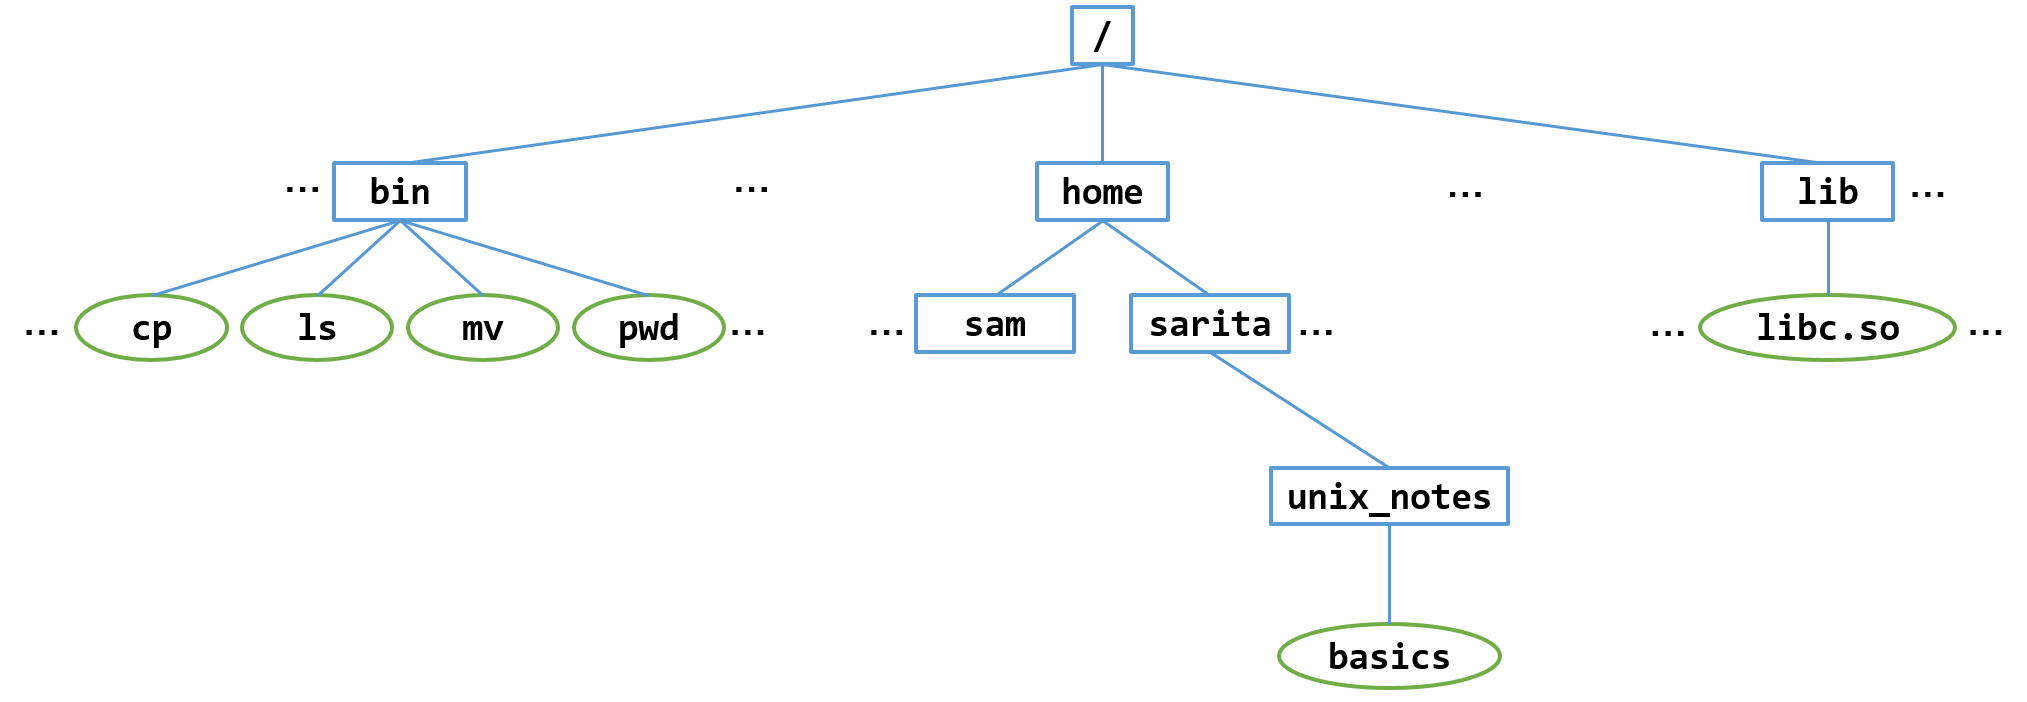 /
... bin ... home ... lib ...
... cp ls mv pwd ... ... sam sarita ... ... libc.so ...
unix_notes
basics